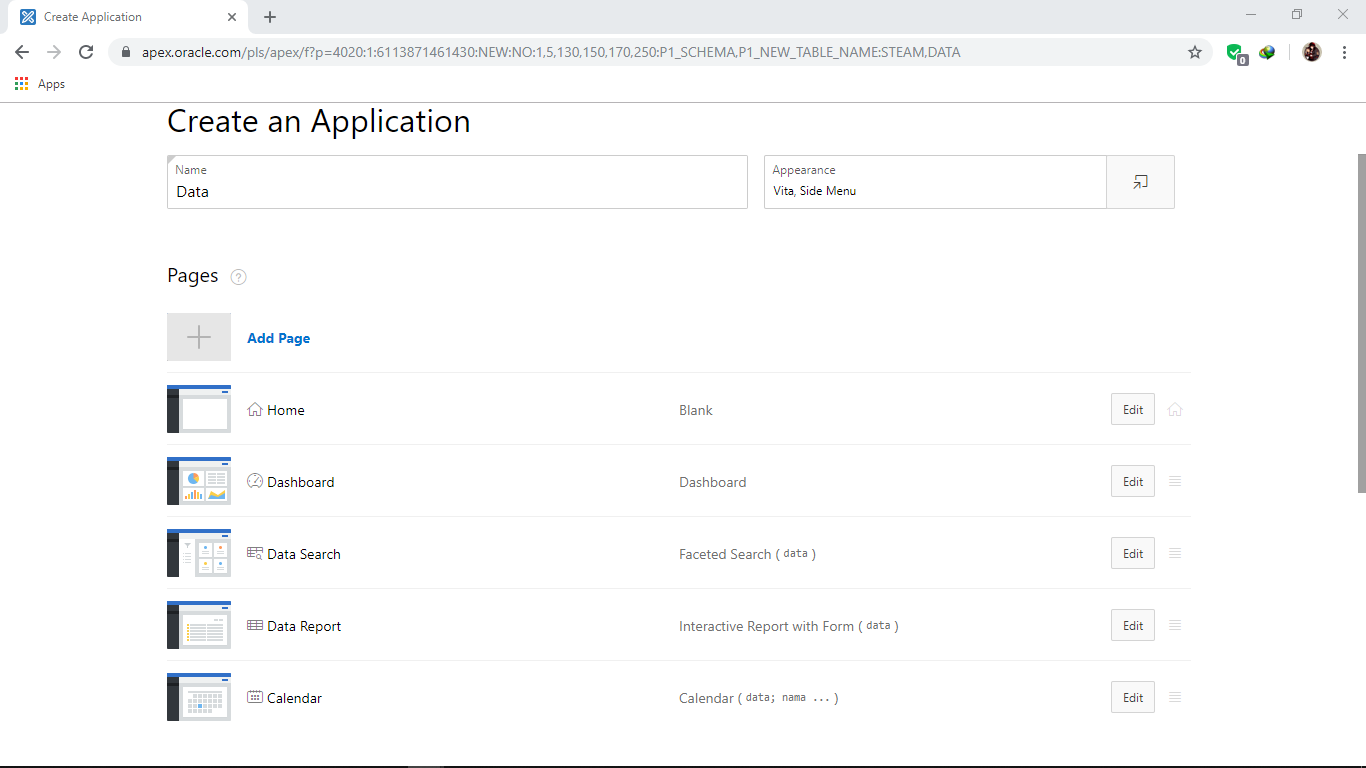 Create Application
apex.oracle.com/pls/apex/f?p=4020:1:6113871461430:NEW:NO:1,5,130,150,170,250:P1_SCHEMA,P1_NEW_TABLE_NAME:STEAM,DATA
0
Apps
Create an Application
Name
Data
Appearance
Vita, Side Menu
Pages ?
Add Page
Home Blank Edit
Dashboard Dashboard Edit
Data Search Faceted Search ( data ) Edit
Data Report Interactive Report with Form ( data ) Edit
Calendar Calendar ( data; nama ... ) Edit